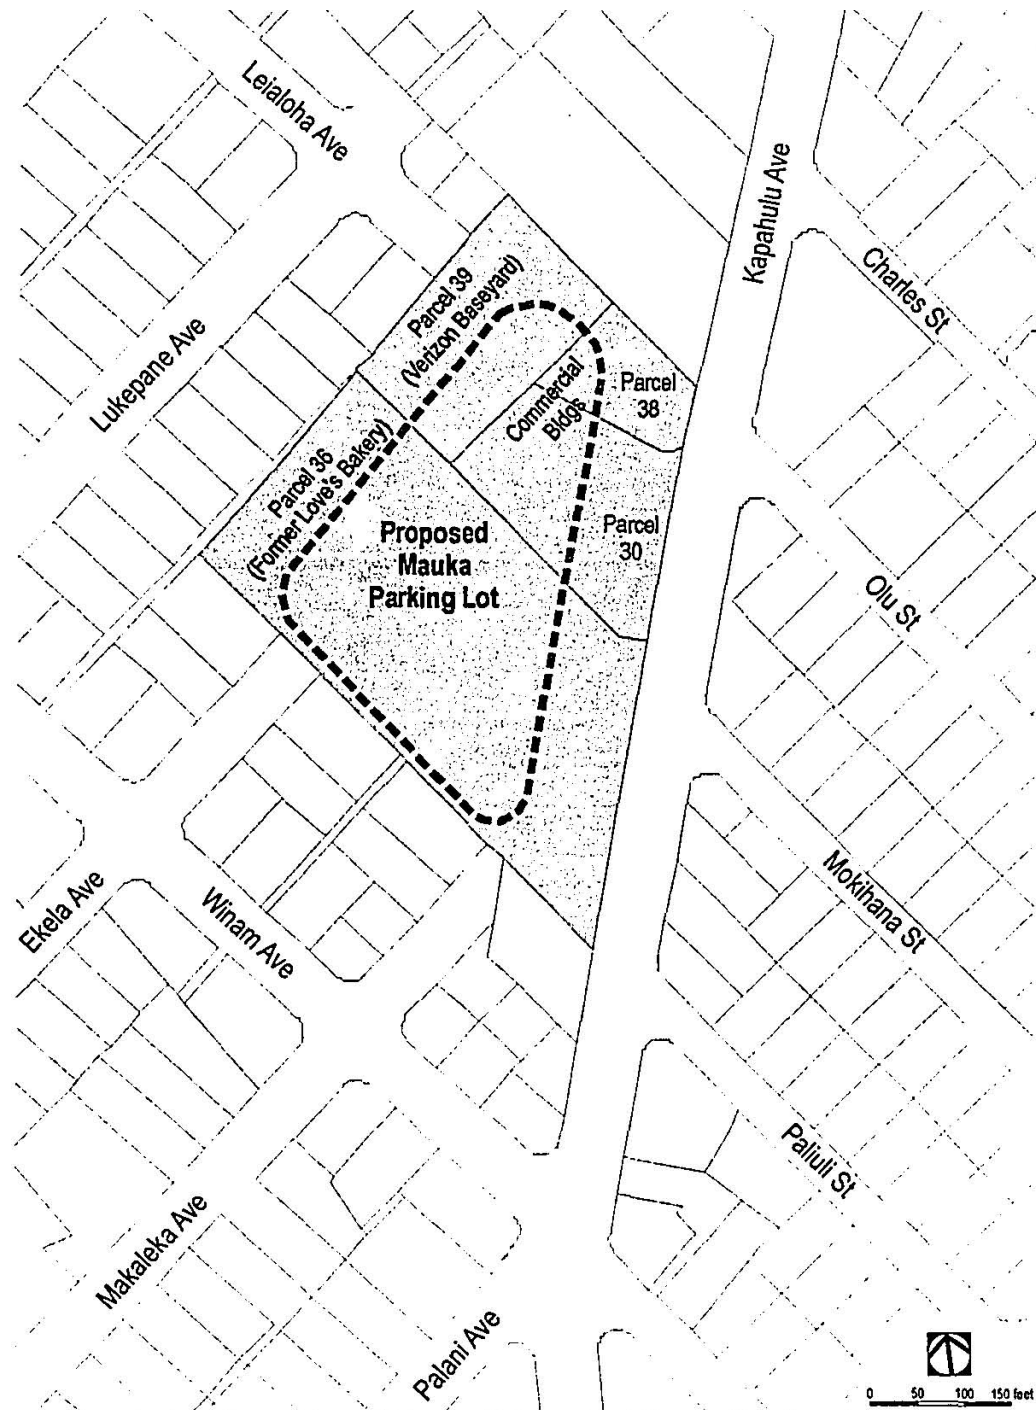 Leialoha Ave
Kapahulu Ave
Charles St
Lukepane Ave
Parcel 39
(Verizon Baseyard)
Commercial
Bldgs
Parcel
38
Parcel 36
(Former Love's Bakery)
Proposed
Mauka
Parking Lot
Parcel
30
Olu St
Mokihana St
Ekela Ave
Winam Ave
Paliuli St
Makaleka Ave
Palani Ave
0 50 100 150 feet